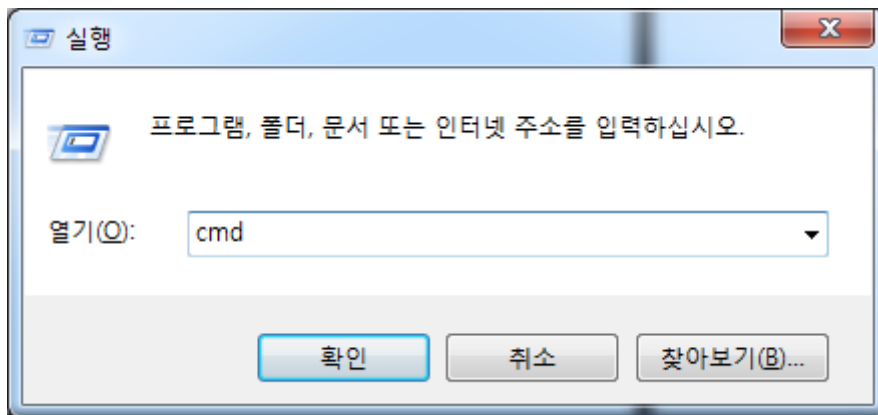 실행
프로그램, 폴더, 문서 또는 인터넷 주소를 입력하십시오.
열기(O): cmd
확인 취소 찾아보기(B)...